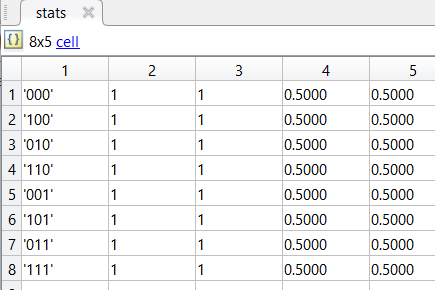 stats
8x5 cell
1 2 3 4 5
1 '000' 1 1 0.5000 0.5000
2 '100' 1 1 0.5000 0.5000
3 '010' 1 1 0.5000 0.5000
4 '110' 1 1 0.5000 0.5000
5 '001' 1 1 0.5000 0.5000
6 '101' 1 1 0.5000 0.5000
7 '011' 1 1 0.5000 0.5000
8 '111' 1 1 0.5000 0.5000